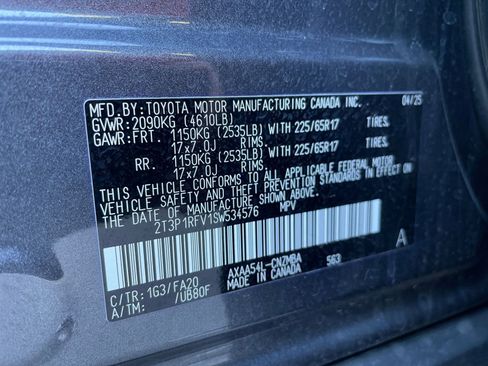 MFD.BY:TOYOTA MOTOR MANUFACTURING CANADA INC. 04/25
GVWR:2090KG (4610LB)
GAWR:FRT. 1150KG (2535LB) WITH 225/65R17 TIRES.
17x7.0J RIMS.
RR. 1150KG (2535LB) WITH 225/65R17 TIRES.
17x7.0J RIMS.
THIS VEHICLE CONFORMS TO ALL APPLICABLE FEDERAL MOTOR
VEHICLE SAFETY AND THEFT PREVENTION STANDARDS IN EFFECT ON
THE DATE OF MANUFACTURE SHOWN ABOVE.
2T3P1RFV1SW534576 MPV
A
C/TR:1G3/FA20 AXAA54L-CNZMBA 563
A/TM: /UB80F MADE IN CANADA